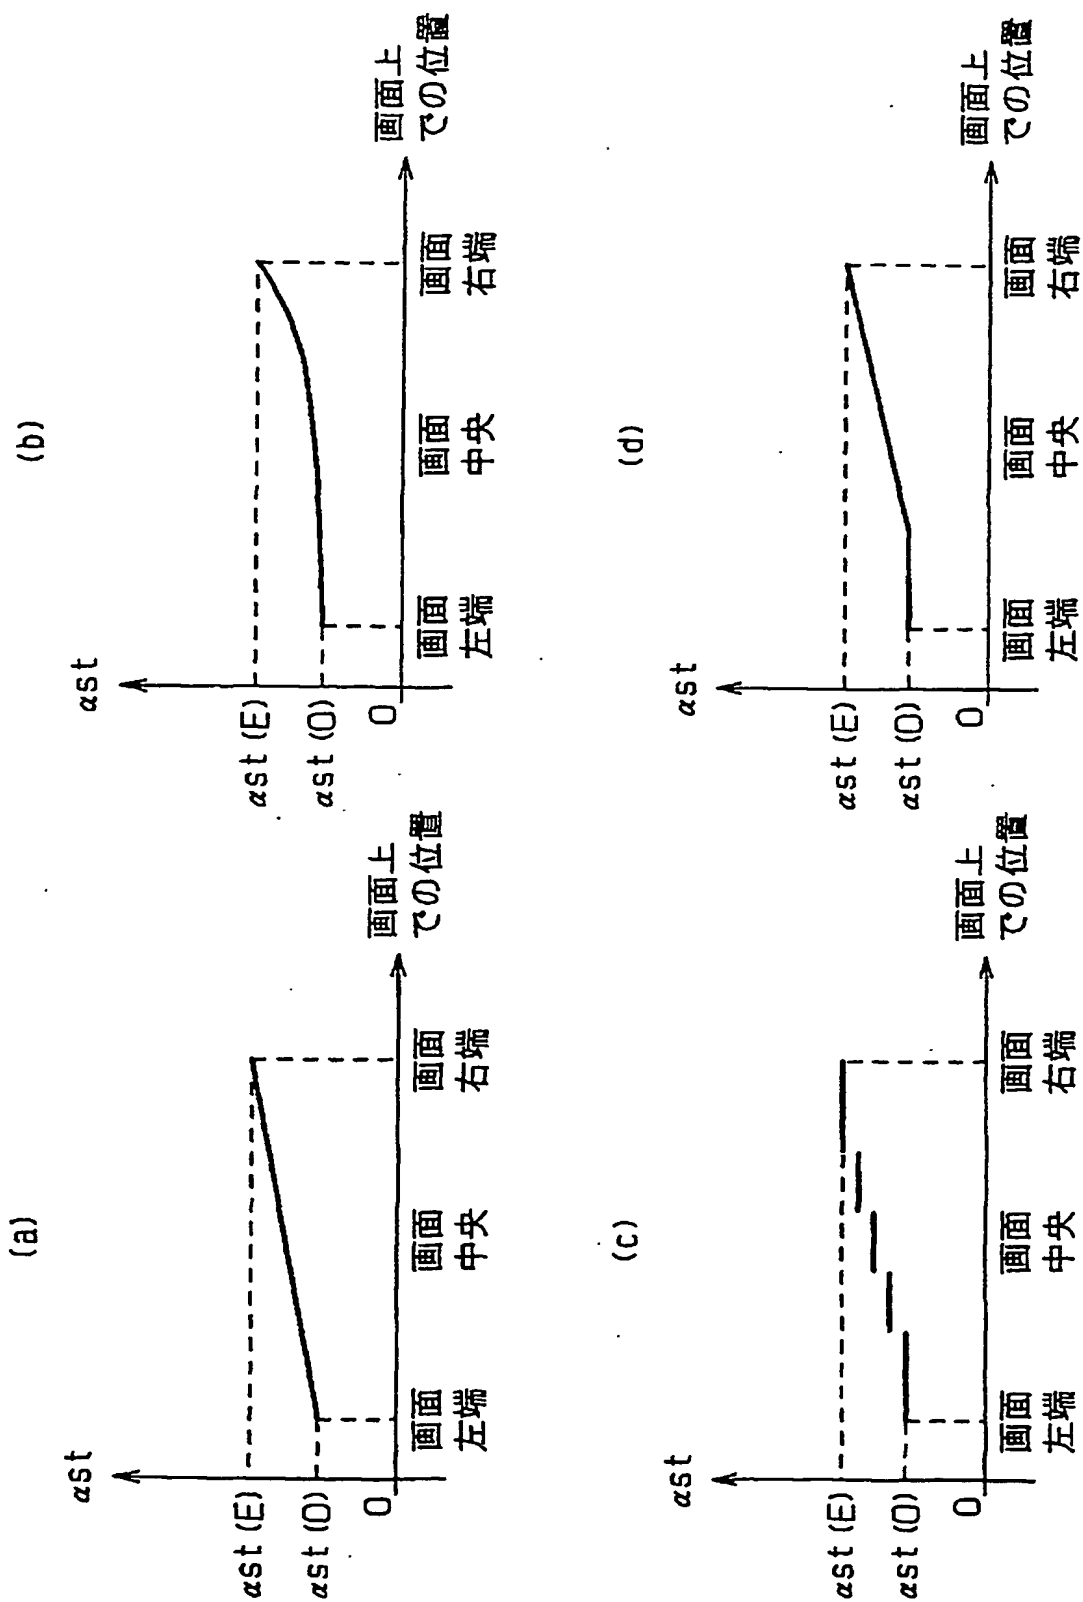 (a)
αst
αst(E)
αst(0)
0
画面
左端
画面
中央
画面
右端
画面上
での位置
(b)
αst
αst(E)
αst(0)
0
画面
左端
画面
中央
画面
右端
画面上
での位置
(c)
αst
αst(E)
αst(0)
0
画面
左端
画面
中央
画面
右端
画面上
での位置
(d)
αst
αst(E)
αst(0)
0
画面
左端
画面
中央
画面
右端
画面上
での位置